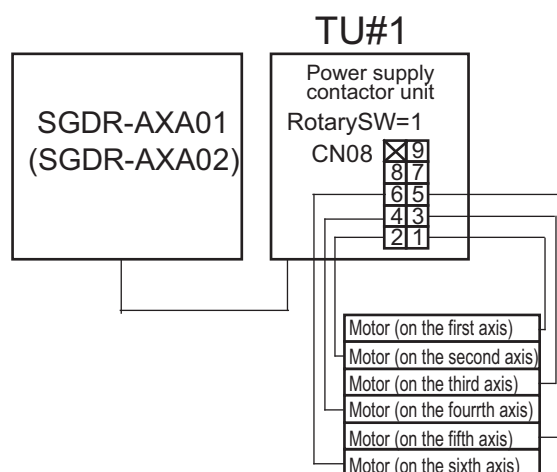 TU#1
Power supply
contactor unit
RotarySW=1
SGDR-AXA01
(SGDR-AXA02)
CN08
9
8 7
6 5
4 3
2 1
Motor (on the first axis)
Motor (on the second axis)
Motor (on the third axis)
Motor (on the fourrth axis)
Motor (on the fifth axis)
Motor (on the sixth axis)